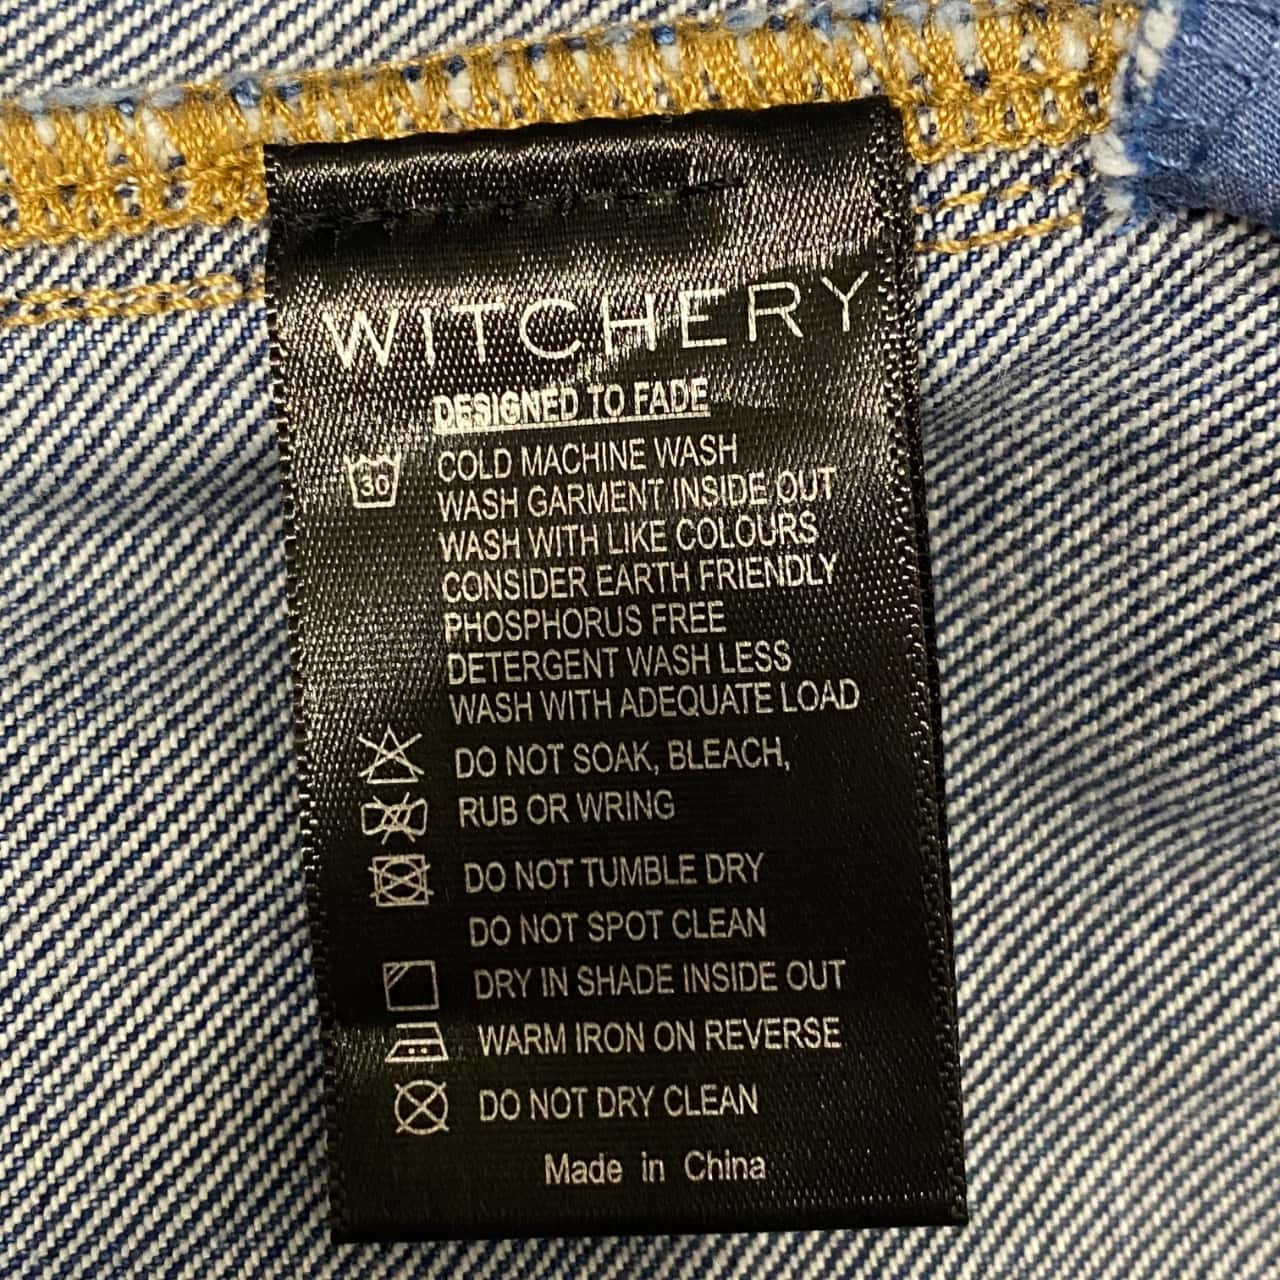 WITCHERY
DESIGNED TO FADE
30
COLD MACHINE WASH
WASH GARMENT INSIDE OUT
WASH WITH LIKE COLOURS
CONSIDER EARTH FRIENDLY
PHOSPHORUS FREE
DETERGENT WASH LESS
WASH WITH ADEQUATE LOAD
DO NOT SOAK, BLEACH,
RUB OR WRING
DO NOT TUMBLE DRY
DO NOT SPOT CLEAN
DRY IN SHADE INSIDE OUT
WARM IRON ON REVERSE
DO NOT DRY CLEAN
Made in China